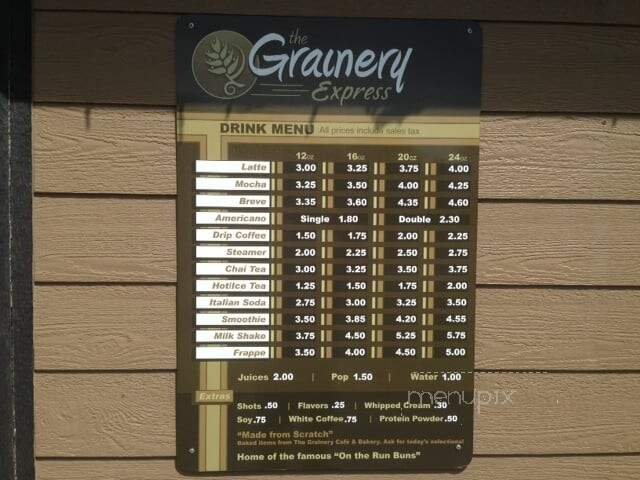 the
Grainery
Express
DRINK MENU All prices include sales tax
12oz 16oz 20oz 24oz
Latte 3.00 3.25 3.75 4.00
Mocha 3.25 3.50 4.00 4.25
Breve 3.35 3.60 4.35 4.60
Americano Single 1.80 Double 2.30
Drip Coffee 1.50 1.75 2.00 2.25
Steamer 2.00 2.25 2.50 2.75
Chai Tea 3.00 3.25 3.50 3.75
Hot/Ice Tea 1.25 1.50 1.75 2.00
Italian Soda 2.75 3.00 3.25 3.50
Smoothie 3.50 3.85 4.20 4.55
Milk Shake 3.75 4.50 5.25 5.75
Frappe 3.50 4.00 4.50 5.00
Juices 2.00 | Pop 1.50 | Water 1.00
Extras
Shots .50 | Flavors .25 | Whipped Cream .30
Soy .75 | White Coffee .75 | Protein Powder .50
menupix
"Made from Scratch"
Baked items from The Grainery Café & Bakery. Ask for today's selections!
Home of the famous "On the Run Buns"